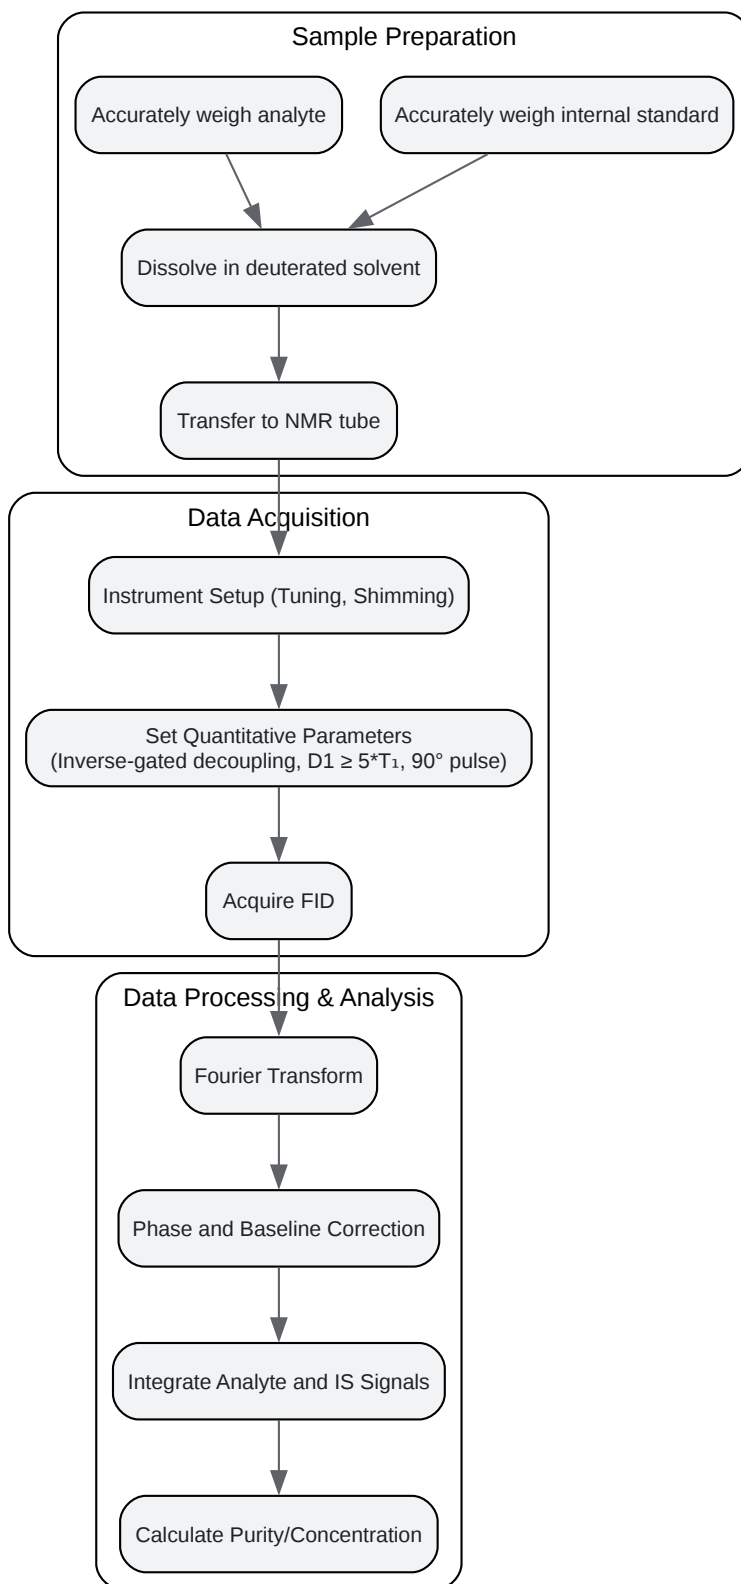 Sample Preparation
Accurately weigh analyte
Accurately weigh internal standard
Dissolve in deuterated solvent
Transfer to NMR tube
Data Acquisition
Instrument Setup (Tuning, Shimming)
Set Quantitative Parameters
(Inverse-gated decoupling, D1 ≥ 5*T₁, 90° pulse)
Acquire FID
Data Processing & Analysis
Fourier Transform
Phase and Baseline Correction
Integrate Analyte and IS Signals
Calculate Purity/Concentration